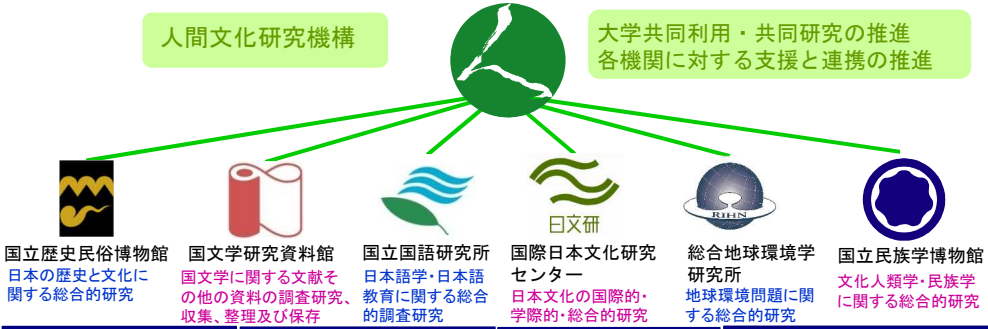 人間文化研究機構
大学共同利用・共同研究の推進
各機関に対する支援と連携の推進
日文研
RIHN
国立歴史民俗博物館
日本の歴史と文化に
関する総合的研究
国文学研究資料館
国文学に関する文献そ
の他の資料の調査研究、
収集、整理及び保存
国立国語研究所
日本語学・日本語
教育に関する総合
的調査研究
国際日本文化研究
センター
日本文化の国際的・
学際的・総合的研究
総合地球環境学
研究所
地球環境問題に関
する総合的研究
国立民族学博物館
文化人類学・民族学
に関する総合的研究